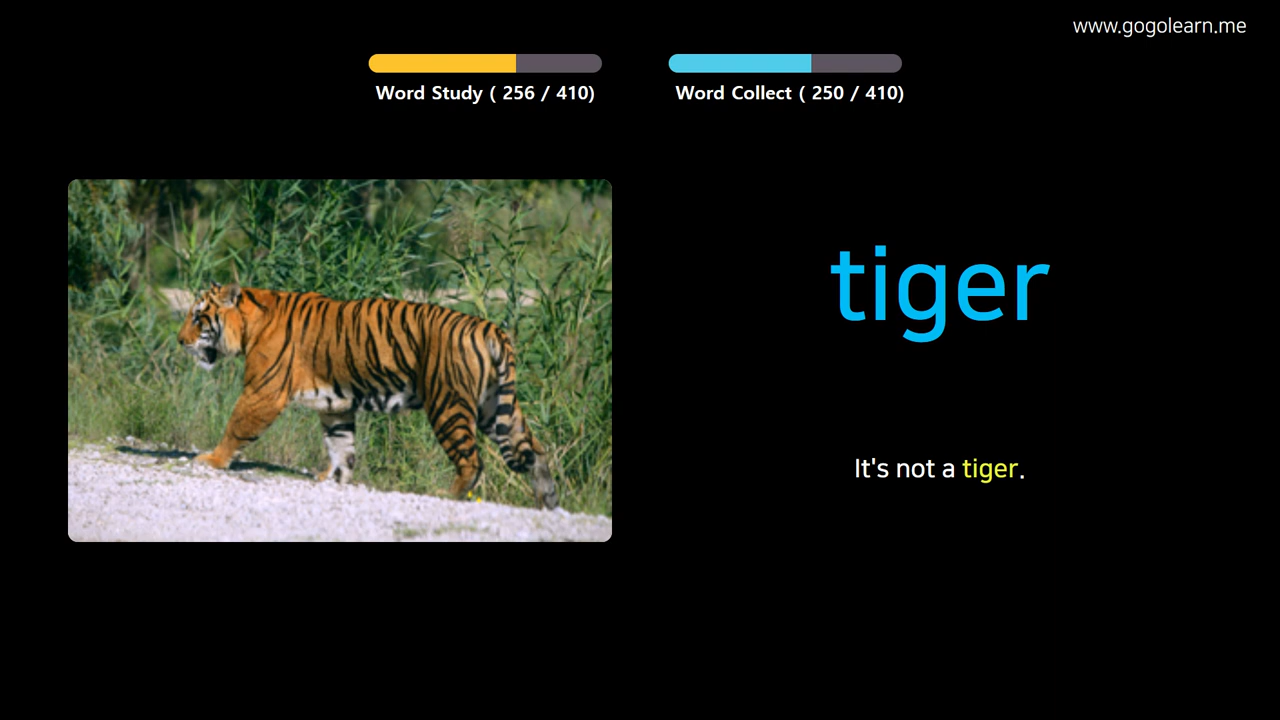 www.gogolearn.me
Word Study ( 256 / 410)
Word Collect ( 250 / 410)
tiger
It's not a tiger.